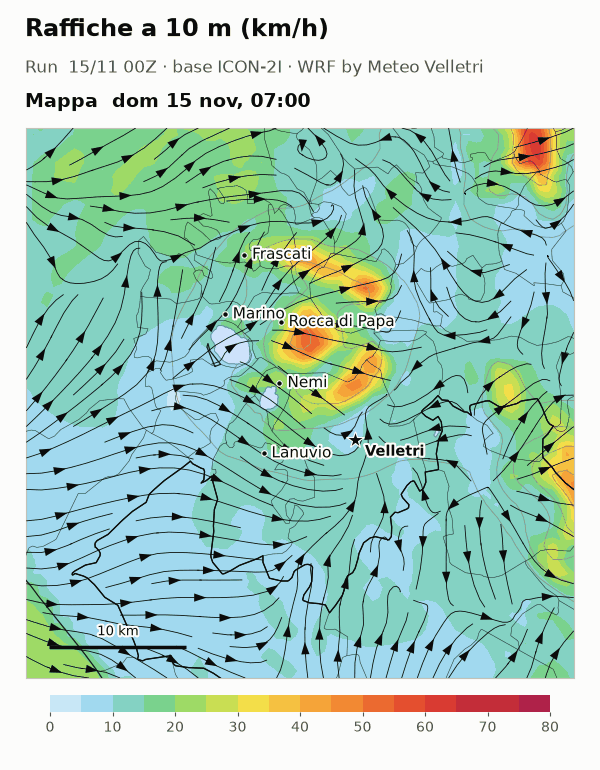 Raffiche a 10 m (km/h)
Run  15/11 00Z · base ICON-2I · WRF by Meteo Velletri
Mappa  dom 15 nov, 07:00
Frascati
Marino
Rocca di Papa
Nemi
Velletri
Lanuvio
10 km
0 10 20 30 40 50 60 70 80